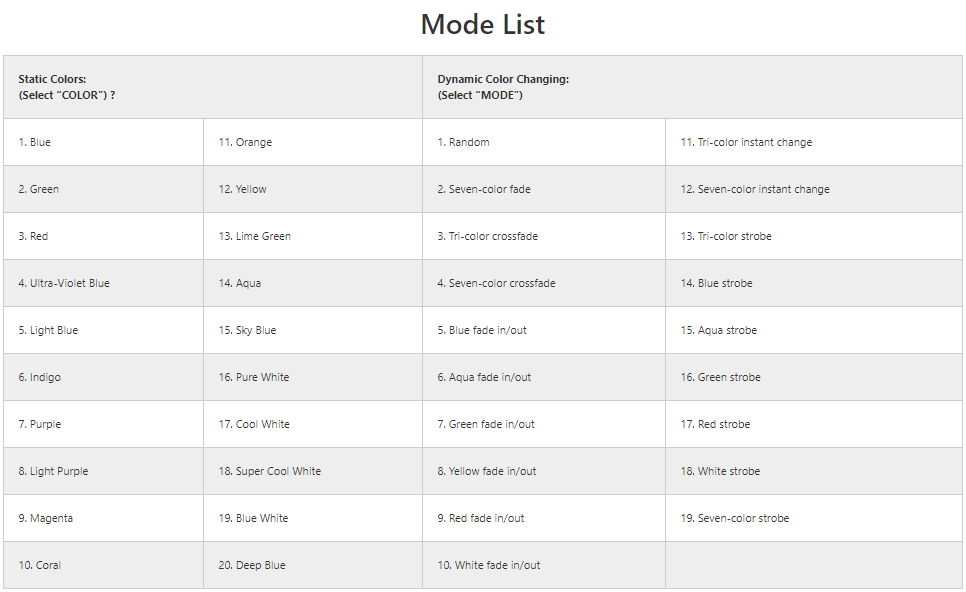 Mode List
Static Colors:
(Select “COLOR”) ?
Dynamic Color Changing:
(Select “MODE”)
1. Blue
11. Orange
1. Random
11. Tri-color instant change
2. Green
12. Yellow
2. Seven-color fade
12. Seven-color instant change
3. Red
13. Lime Green
3. Tri-color crossfade
13. Tri-color strobe
4. Ultra-Violet Blue
14. Aqua
4. Seven-color crossfade
14. Blue strobe
5. Light Blue
15. Sky Blue
5. Blue fade in/out
15. Aqua strobe
6. Indigo
16. Pure White
6. Aqua fade in/out
16. Green strobe
7. Purple
17. Cool White
7. Green fade in/out
17. Red strobe
8. Light Purple
18. Super Cool White
8. Yellow fade in/out
18. White strobe
9. Magenta
19. Blue White
9. Red fade in/out
19. Seven-color strobe
10. Coral
20. Deep Blue
10. White fade in/out